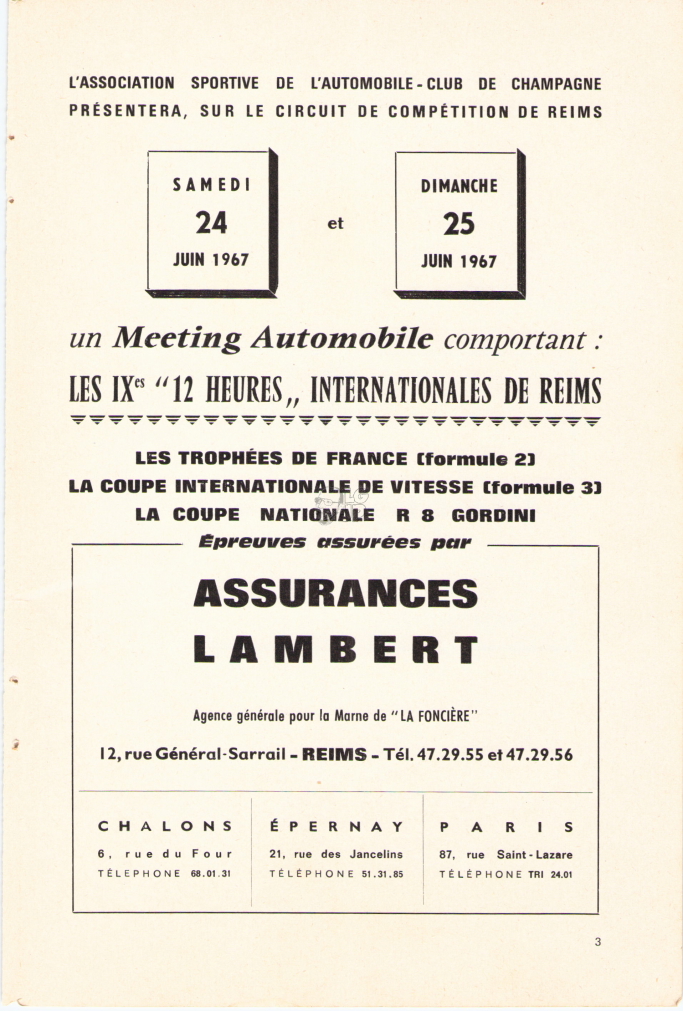 L'ASSOCIATION SPORTIVE DE L'AUTOMOBILE-CLUB DE CHAMPAGNE
PRÉSENTERA, SUR LE CIRCUIT DE COMPÉTITION DE REIMS
SAMEDI
24
JUIN 1967
et
DIMANCHE
25
JUIN 1967
un Meeting Automobile comportant :
LES IXes "12 HEURES„ INTERNATIONALES DE REIMS
LES TROPHÉES DE FRANCE (formule 2)
LA COUPE INTERNATIONALE DE VITESSE (formule 3)
LA COUPE NATIONALE R 8 GORDINI
Épreuves assurées par
ASSURANCES
LAMBERT
Agence générale pour la Marne de "LA FONCIÈRE"
12, rue Général-Sarrail - REIMS - Tél. 47.29.55 et 47.29.56
CHALONS
6, rue du Four
TÉLEPHONE 68.01.31
ÉPERNAY
21, rue des Jancelins
TÉLÉPHONE 51.31.85
PARIS
87, rue Saint-Lazare
TÉLÉPHONE TRI 24.01
3